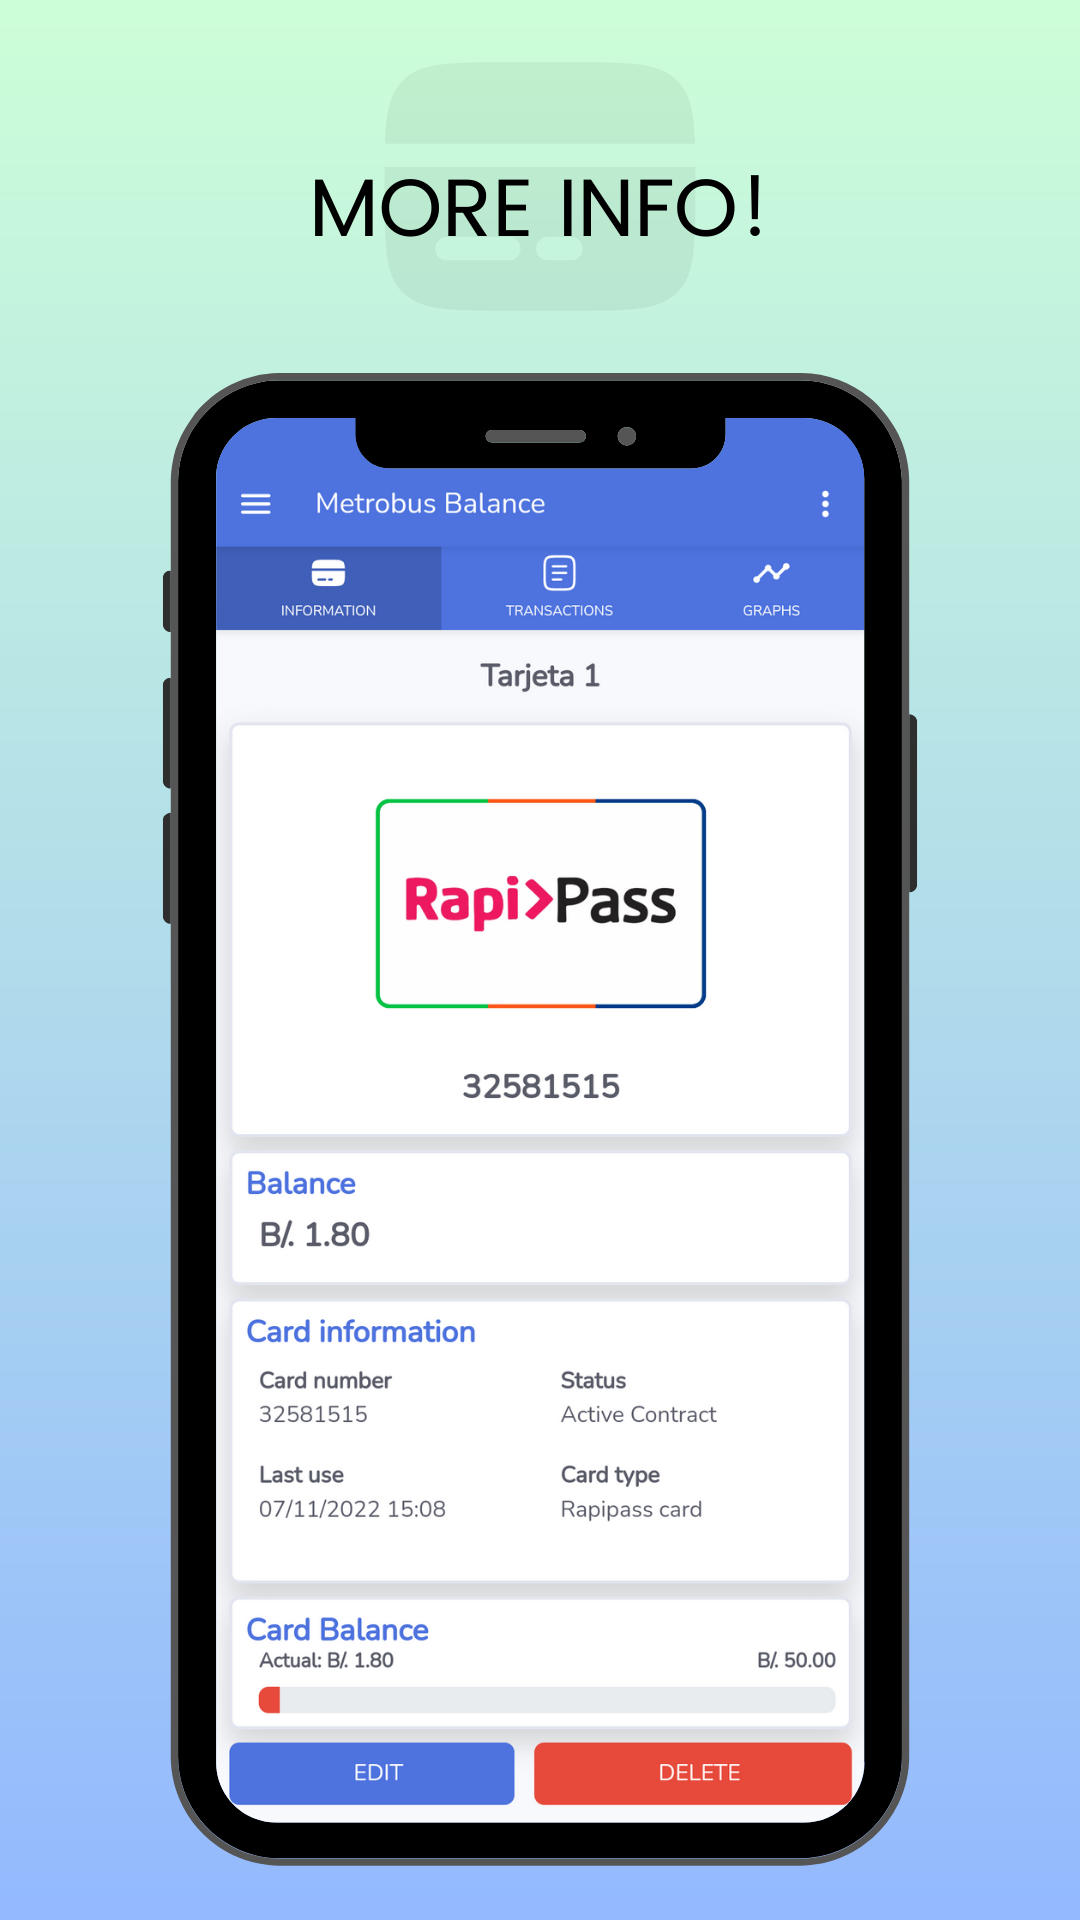 MORE INFO!
Metrobus Balance
INFORMATION
TRANSACTIONS
GRAPHS
Tarjeta 1
Rapi>Pass
32581515
Balance
B/. 1.80
Card information
Card number
Status
32581515
Active Contract
Last use
Card type
07/11/2022 15:08
Rapipass card
Card Balance
Actual: B/. 1.80
B/. 50.00
EDIT
DELETE